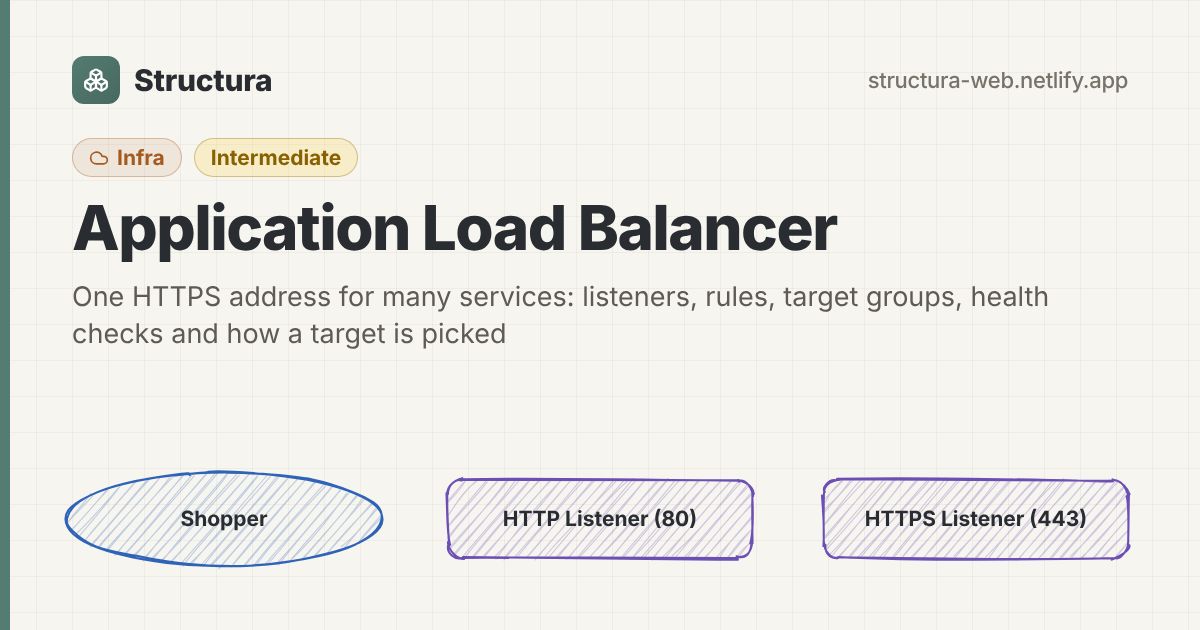 Structura
structura-web.netlify.app
Infra
Intermediate
Application Load Balancer
One HTTPS address for many services: listeners, rules, target groups, health
checks and how a target is picked
Shopper
HTTP Listener (80)
HTTPS Listener (443)